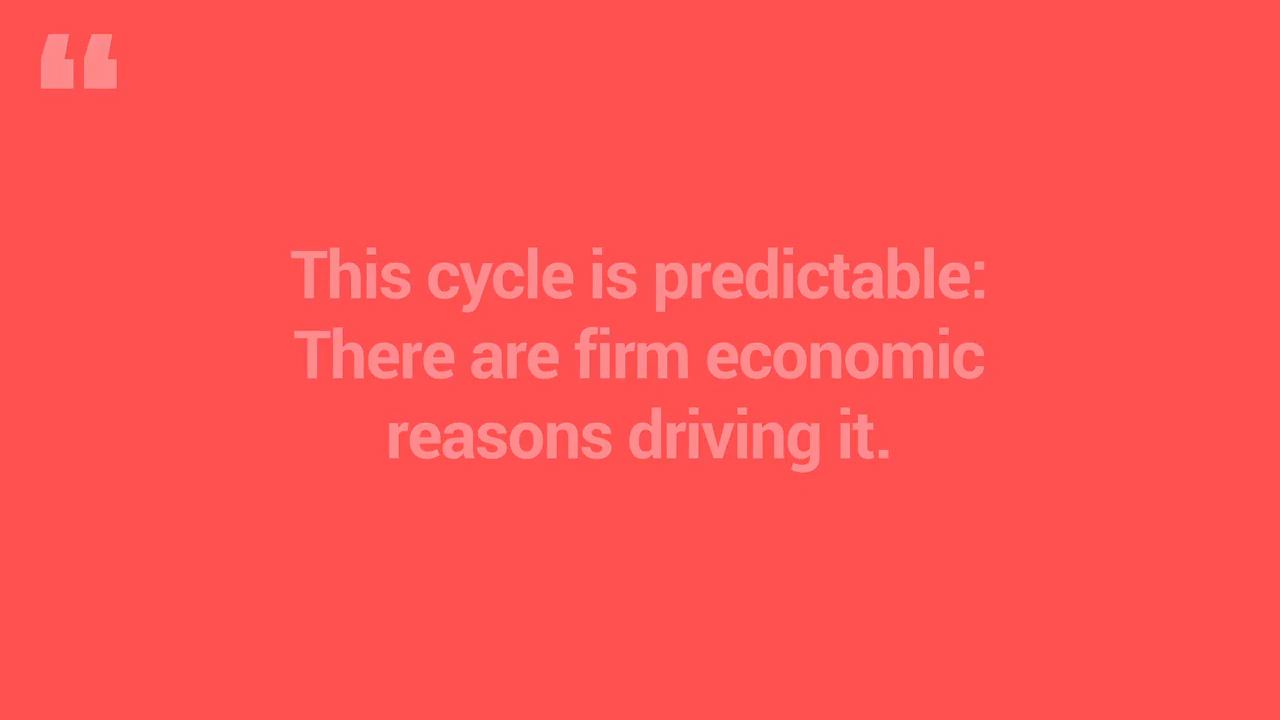 “
This cycle is predictable:
There are firm economic
reasons driving it.